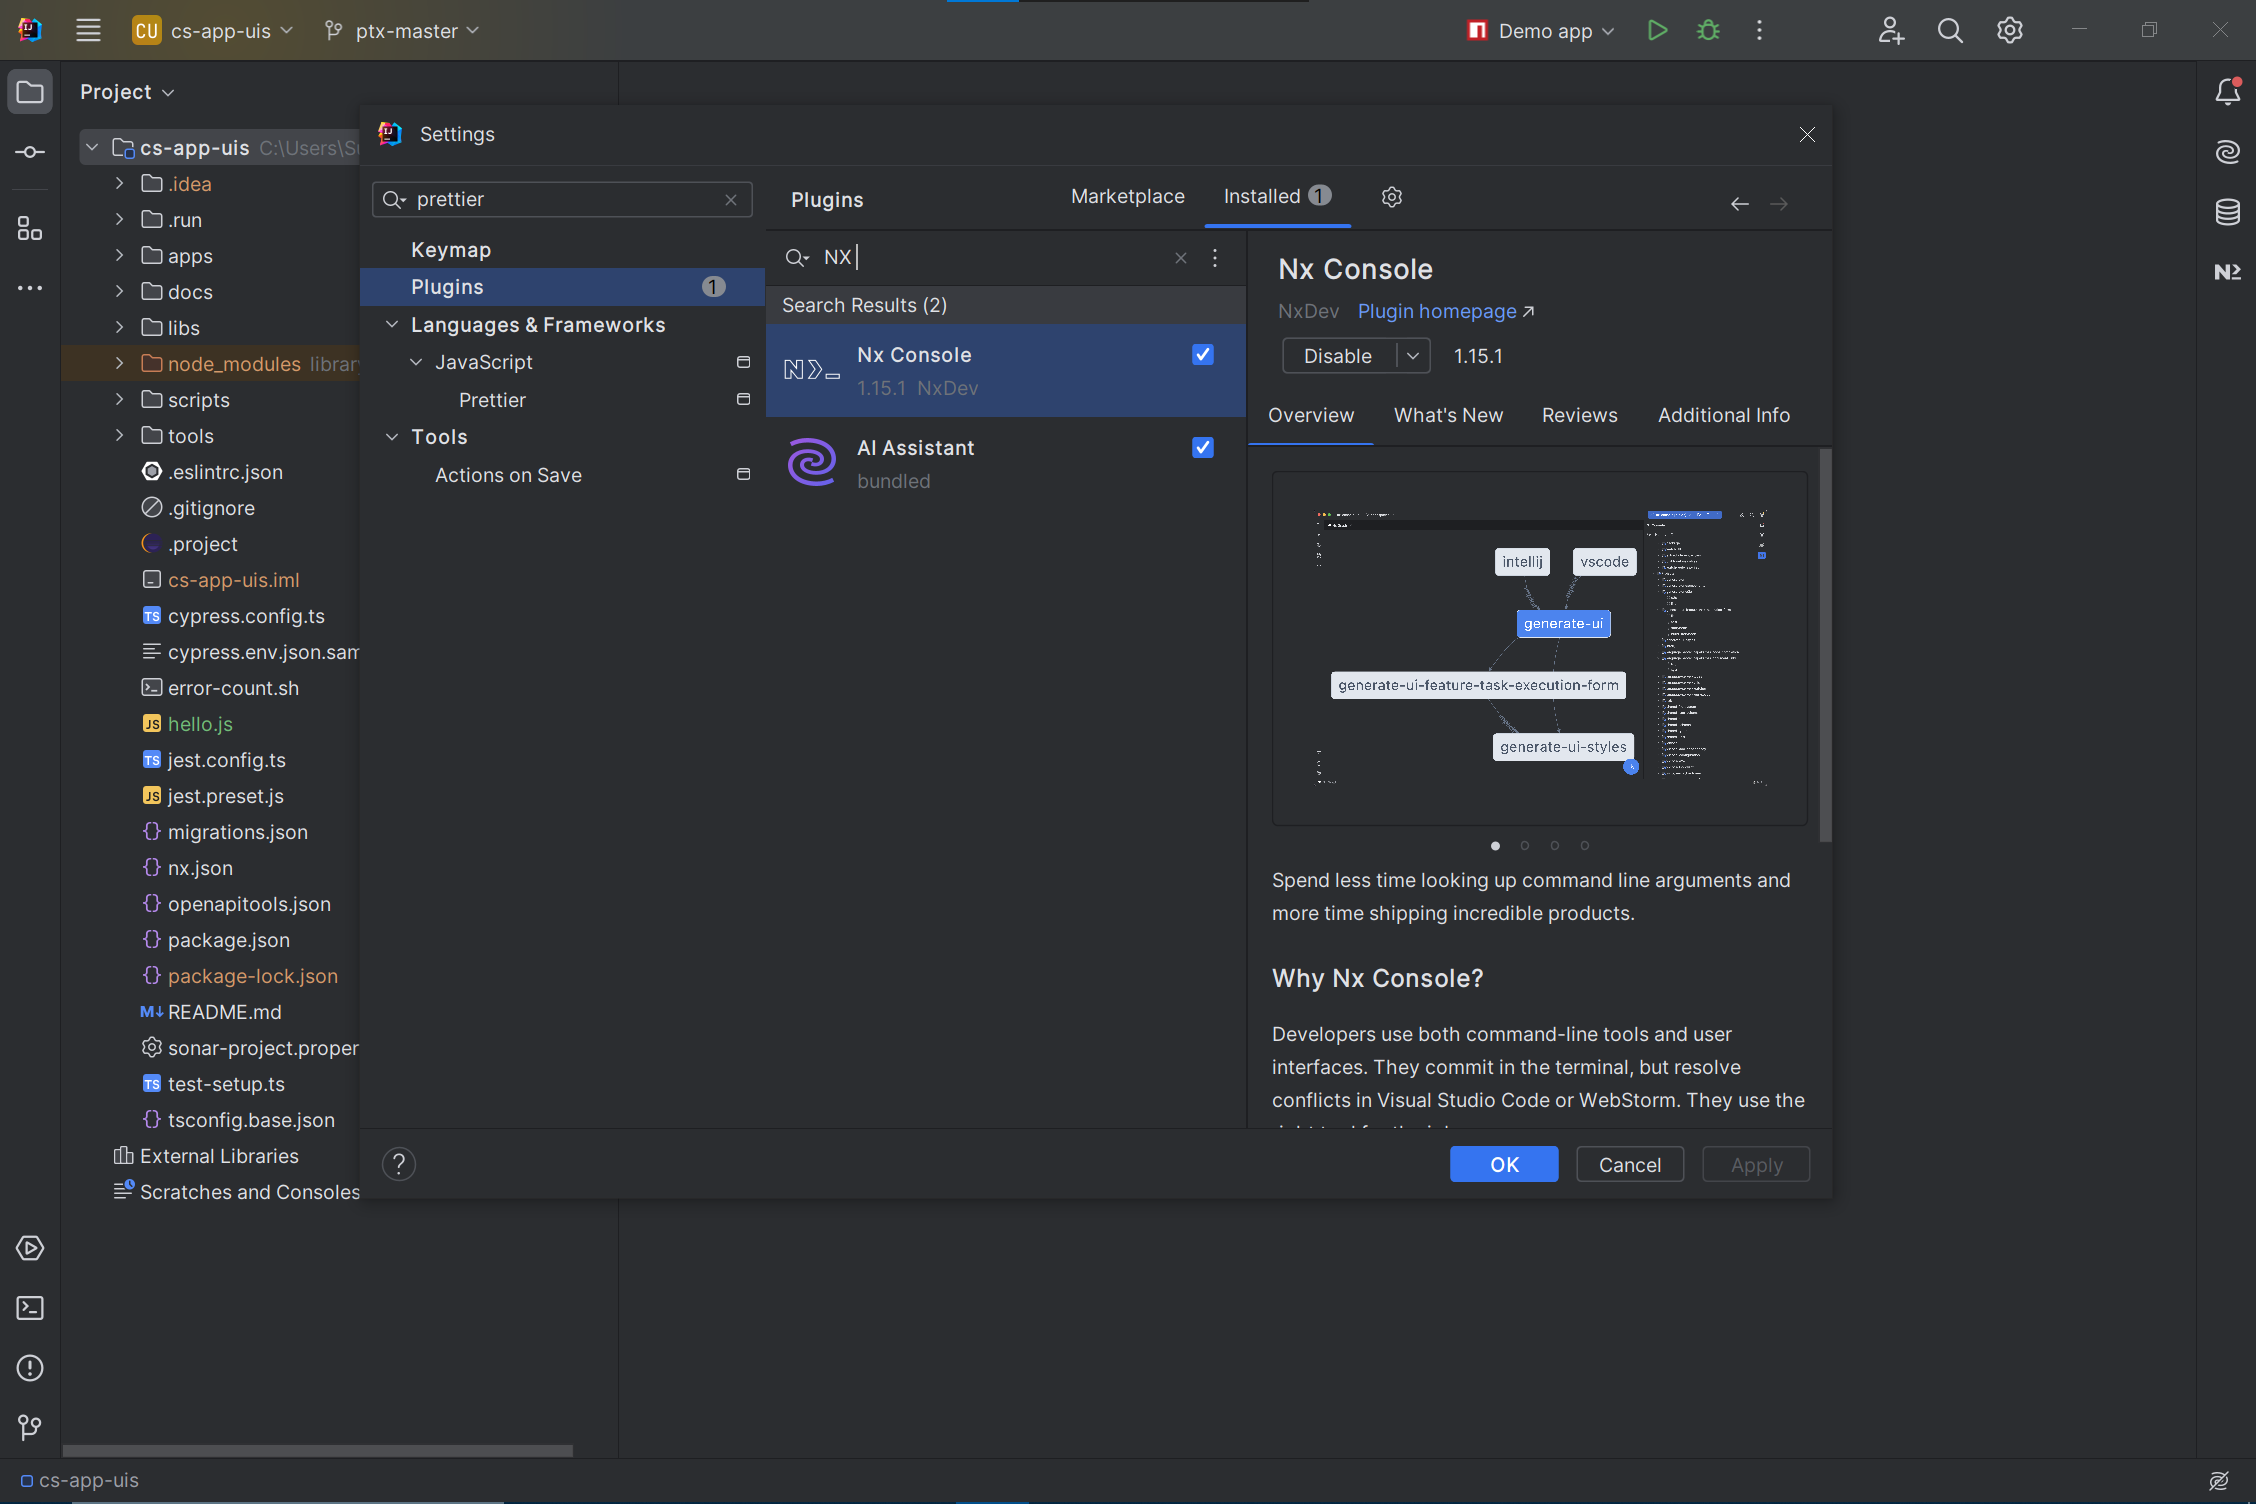 CU cs-app-uis ptx-master Demo app
Project
cs-app-uis C:\Users\S
.idea
.run
apps
docs
libs
node_modules library
scripts
tools
.eslintrc.json
.gitignore
.project
cs-app-uis.iml
TS cypress.config.ts
cypress.env.json.sam
error-count.sh
JS hello.js
TS jest.config.ts
JS jest.preset.js
migrations.json
nx.json
openapitools.json
package.json
package-lock.json
M↓ README.md
sonar-project.proper
TS test-setup.ts
tsconfig.base.json
External Libraries
Scratches and Consoles
cs-app-uis
Settings
prettier
Keymap
Plugins 1
Languages & Frameworks
JavaScript
Prettier
Tools
Actions on Save
Plugins Marketplace Installed 1
NX
Search Results (2)
Nx Console
1.15.1 NxDev
AI Assistant
bundled
Nx Console
NxDev Plugin homepage ↗
Disable 1.15.1
Overview What's New Reviews Additional Info
intellij vscode
generate-ui
generate-ui-feature-task-execution-form
generate-ui-styles
Spend less time looking up command line arguments and
more time shipping incredible products.
Why Nx Console?
Developers use both command-line tools and user
interfaces. They commit in the terminal, but resolve
conflicts in Visual Studio Code or WebStorm. They use the
? OK Cancel Apply